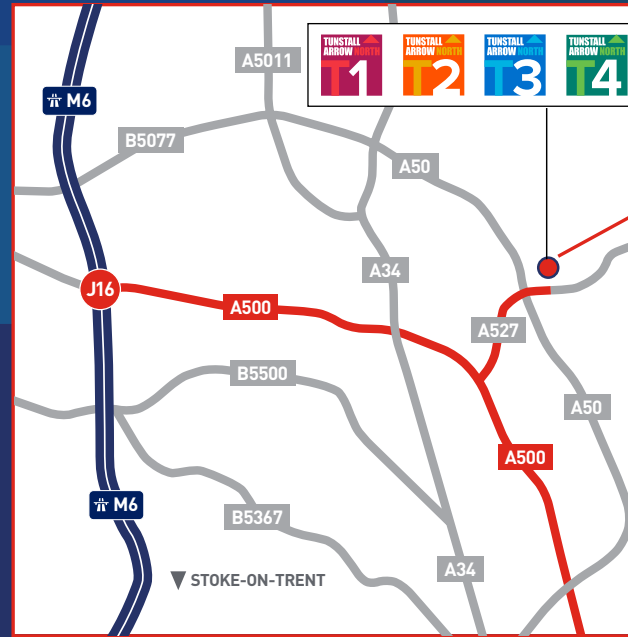 TUNSTALL
ARROW NORTH
T1
TUNSTALL
ARROW NORTH
T2
TUNSTALL
ARROW NORTH
T3
TUNSTALL
ARROW NORTH
T4
A5011
M6
B5077
A50
A34
J16
A500
A527
B5500
A50
A500
M6
B5367
A34
STOKE-ON-TRENT